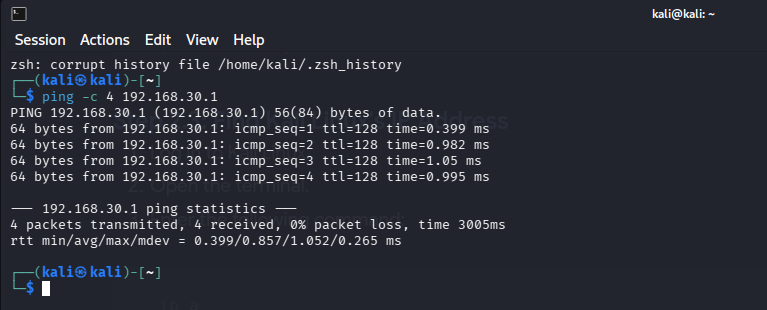 kali@kali: ~
Session Actions Edit View Help
zsh: corrupt history file /home/kali/.zsh_history
┌──(kali㉿kali)-[~]
└─$ ping -c 4 192.168.30.1
PING 192.168.30.1 (192.168.30.1) 56(84) bytes of data.
64 bytes from 192.168.30.1: icmp_seq=1 ttl=128 time=0.399 ms
64 bytes from 192.168.30.1: icmp_seq=2 ttl=128 time=0.982 ms
64 bytes from 192.168.30.1: icmp_seq=3 ttl=128 time=1.05 ms
64 bytes from 192.168.30.1: icmp_seq=4 ttl=128 time=0.995 ms
2. Open the terminal.
── 192.168.30.1 ping statistics ──
4 packets transmitted, 4 received, 0% packet loss, time 3005ms
rtt min/avg/max/mdev = 0.399/0.857/1.052/0.265 ms
┌──(kali㉿kali)-[~]
└─$